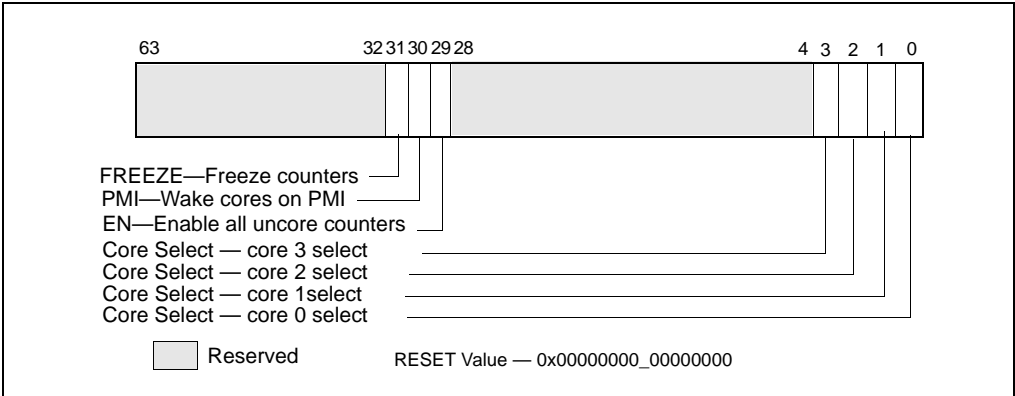 63 32 31 30 29 28 4 3 2 1 0
FREEZE—Freeze counters
PMI—Wake cores on PMI
EN—Enable all uncore counters
Core Select — core 3 select
Core Select — core 2 select
Core Select — core 1select
Core Select — core 0 select
Reserved RESET Value — 0x00000000_00000000